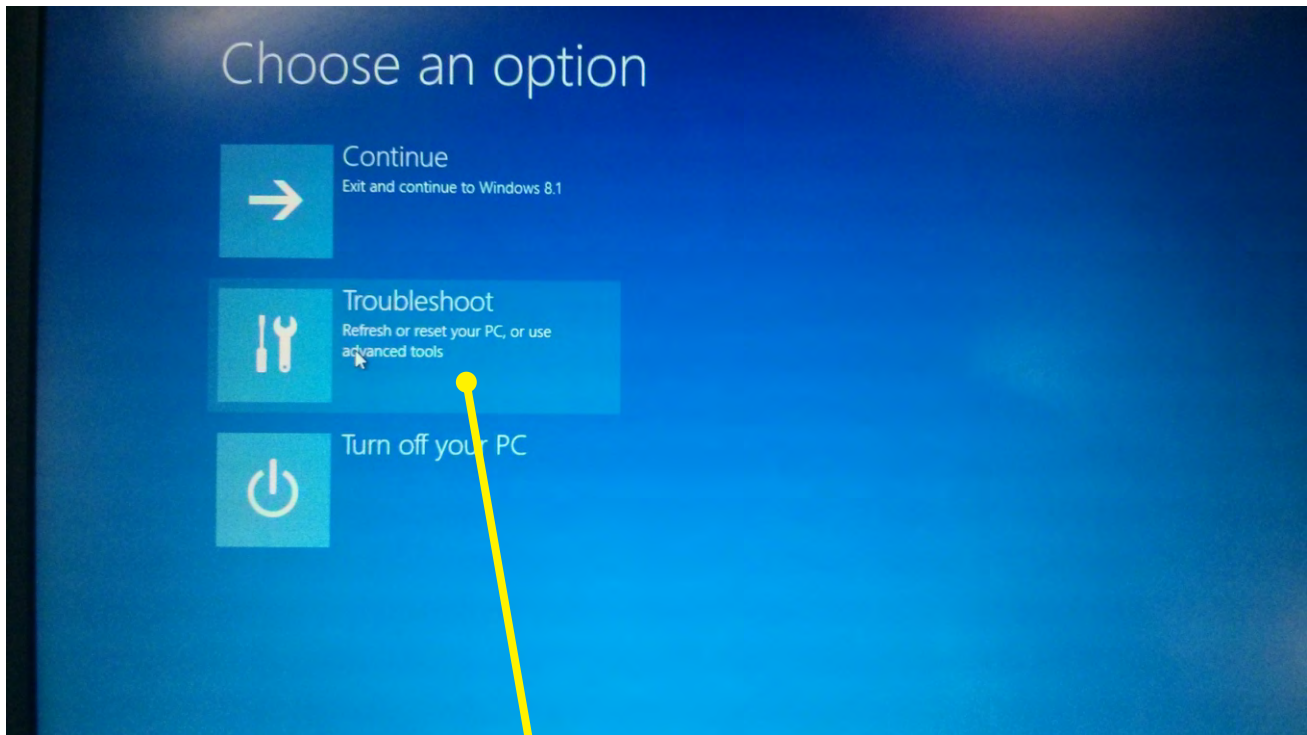 Choose an option
Continue
Exit and continue to Windows 8.1
Troubleshoot
Refresh or reset your PC, or use
advanced tools
Turn off your PC